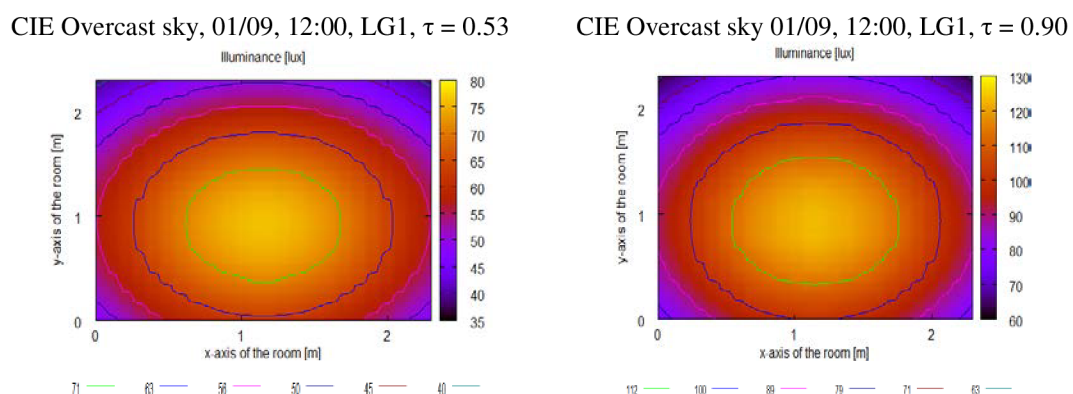 CIE Overcast sky, 01/09, 12:00, LG1, τ = 0.53
Illuminance [lux]
80
75
70
65
60
55
50
45
40
35
2
1
0
y-axis of the room [m]
0 1 2
x-axis of the room [m]
71 63 56 50 45 40
CIE Overcast sky 01/09, 12:00, LG1, τ = 0.90
Illuminance [lux]
130
120
110
100
90
80
70
60
2
1
0
y-axis of the room [m]
0 1 2
x-axis of the room [m]
112 100 89 79 71 63